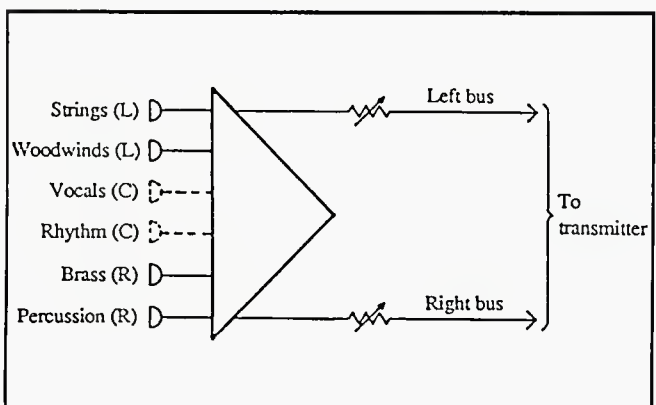 Strings (L)
Woodwinds (L)
Vocals (C)
Rhythm (C)
Brass (R)
Percussion (R)
Left bus
Right bus
To
transmitter